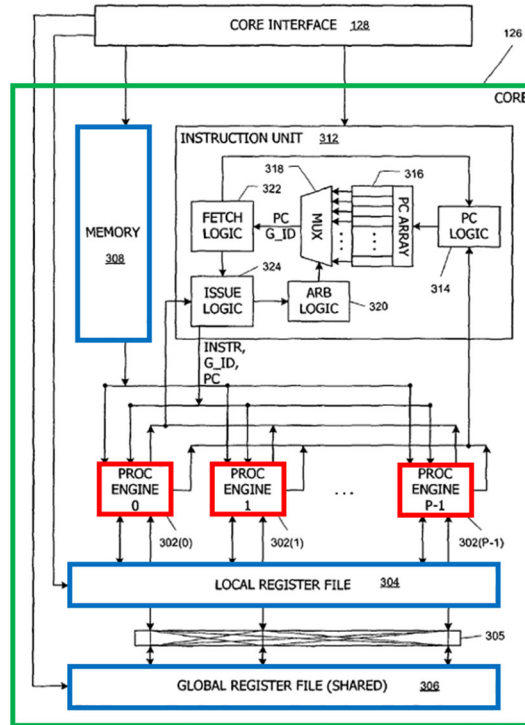 CORE INTERFACE 128
126
CORE
INSTRUCTION UNIT 312
318
316
322
FETCH
LOGIC
PC
G_ID
MUX
PC ARRAY
PC
LOGIC
314
MEMORY
308
324
ISSUE
LOGIC
ARB
LOGIC
320
INSTR,
G_ID,
PC
PROC
ENGINE
0
PROC
ENGINE
1
...
PROC
ENGINE
P-1
302(0)
302(1)
302(P-1)
LOCAL REGISTER FILE 304
305
GLOBAL REGISTER FILE (SHARED) 306